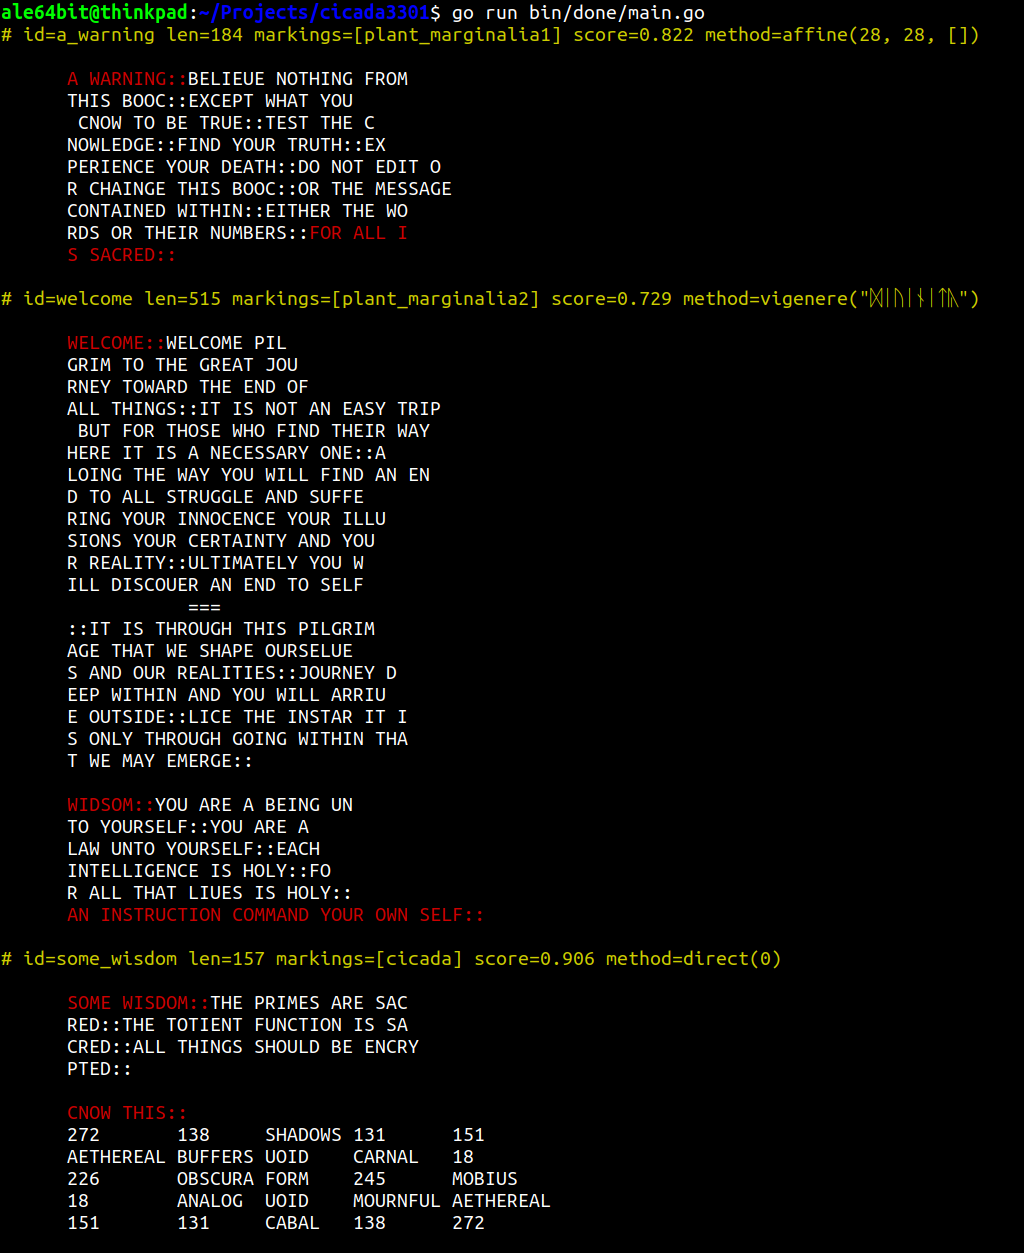 ale64bit@thinkpad:~/Projects/cicada3301$ go run bin/done/main.go
# id=a_warning len=184 markings=[plant_marginalia1] score=0.822 method=affine(28, 28, [])
A WARNING::BELIEUE NOTHING FROM
THIS BOOC::EXCEPT WHAT YOU
CNOW TO BE TRUE::TEST THE C
NOWLEDGE::FIND YOUR TRUTH::EX
PERIENCE YOUR DEATH::DO NOT EDIT O
R CHAINGE THIS BOOC::OR THE MESSAGE
CONTAINED WITHIN::EITHER THE WO
RDS OR THEIR NUMBERS::FOR ALL I
S SACRED::
# id=welcome len=515 markings=[plant_marginalia2] score=0.729 method=vigenere("ᛞᛁᚢᛁᚾᛁᛏᚣ")
WELCOME::WELCOME PIL
GRIM TO THE GREAT JOU
RNEY TOWARD THE END OF
ALL THINGS::IT IS NOT AN EASY TRIP
BUT FOR THOSE WHO FIND THEIR WAY
HERE IT IS A NECESSARY ONE::A
LOING THE WAY YOU WILL FIND AN EN
D TO ALL STRUGGLE AND SUFFE
RING YOUR INNOCENCE YOUR ILLU
SIONS YOUR CERTAINTY AND YOU
R REALITY::ULTIMATELY YOU W
ILL DISCOUER AN END TO SELF
===
::IT IS THROUGH THIS PILGRIM
AGE THAT WE SHAPE OURSELUE
S AND OUR REALITIES::JOURNEY D
EEP WITHIN AND YOU WILL ARRIU
E OUTSIDE::LICE THE INSTAR IT I
S ONLY THROUGH GOING WITHIN THA
T WE MAY EMERGE::
WIDSOM::YOU ARE A BEING UN
TO YOURSELF::YOU ARE A
LAW UNTO YOURSELF::EACH
INTELLIGENCE IS HOLY::FO
R ALL THAT LIUES IS HOLY::
AN INSTRUCTION COMMAND YOUR OWN SELF::
# id=some_wisdom len=157 markings=[cicada] score=0.906 method=direct(0)
SOME WISDOM::THE PRIMES ARE SAC
RED::THE TOTIENT FUNCTION IS SA
CRED::ALL THINGS SHOULD BE ENCRY
PTED::
CNOW THIS::
272 138 SHADOWS 131 151
AETHEREAL BUFFERS UOID CARNAL 18
226 OBSCURA FORM 245 MOBIUS
18 ANALOG UOID MOURNFUL AETHEREAL
151 131 CABAL 138 272